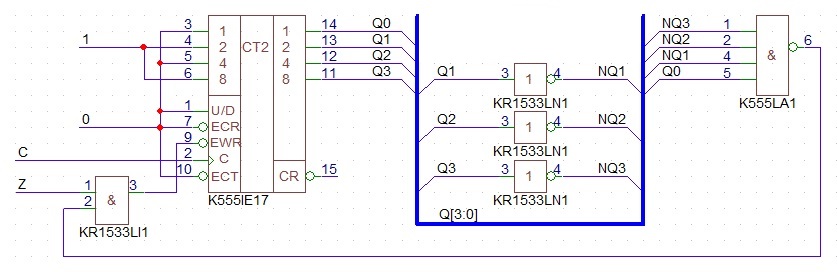 3 1 CT2 1 14 Q0
1 4 2 2 13 Q1
5 4 4 12 Q2
6 8 8 11 Q3
1 U/D
0 7 ECR
9 EWR
C 2 C
10 ECT CR 15
K555IE17
Z 1 & 3
2
KR1533LI1
Q1 3 1 4 NQ1
KR1533LN1
Q2 3 1 4 NQ2
KR1533LN1
Q3 3 1 4 NQ3
KR1533LN1
Q[3:0]
NQ3 1 & 6
NQ2 2
NQ1 4
Q0 5
K555LA1